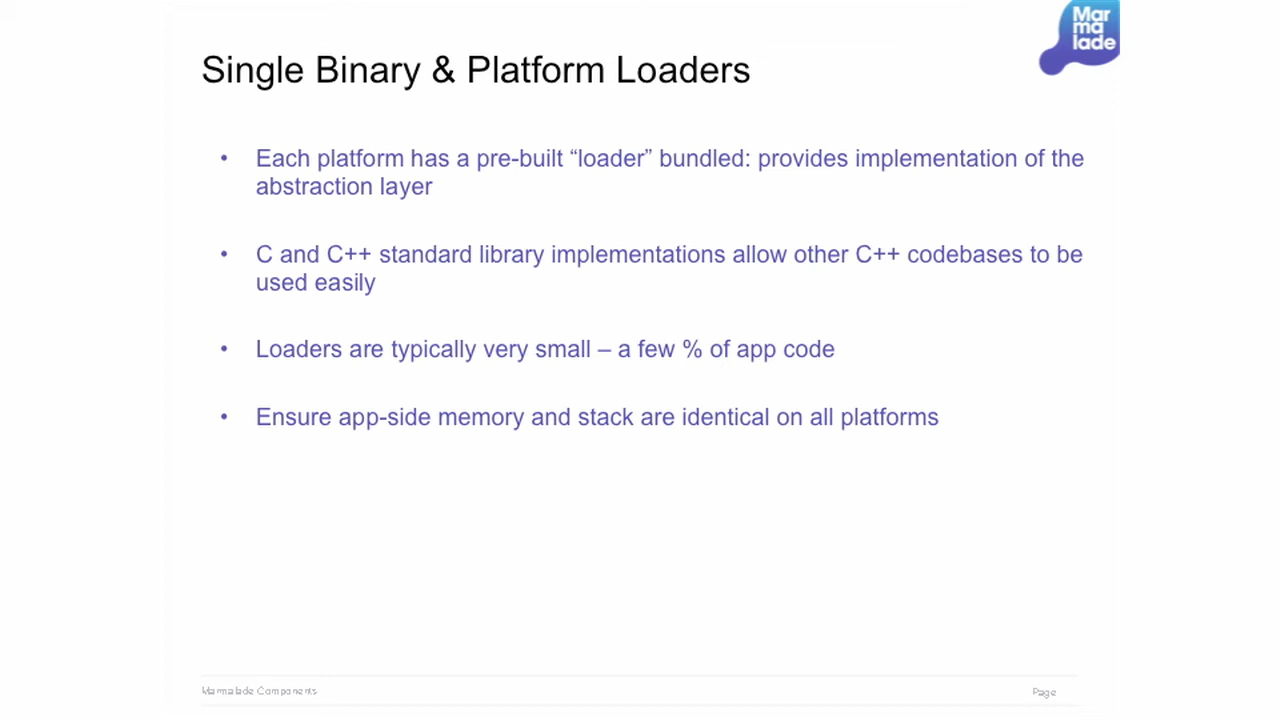 Mar
ma
lade
Single Binary & Platform Loaders
• Each platform has a pre-built “loader” bundled: provides implementation of the
abstraction layer
• C and C++ standard library implementations allow other C++ codebases to be
used easily
• Loaders are typically very small – a few % of app code
• Ensure app-side memory and stack are identical on all platforms
Marmalade Components
Page